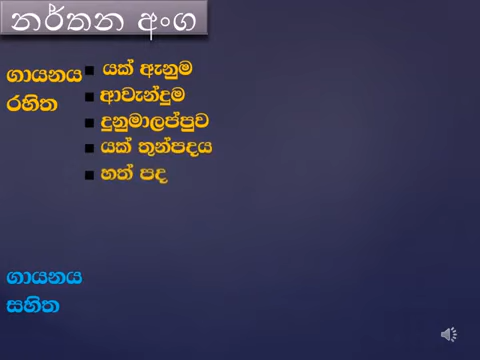 නර්තන අංග
ගායනය
රහිත
යක් ඇනුම
ආවැන්දුම
දුනුමාලප්පුව
යක් තුන්පදය
හත් පද
ගායනය
සහිත